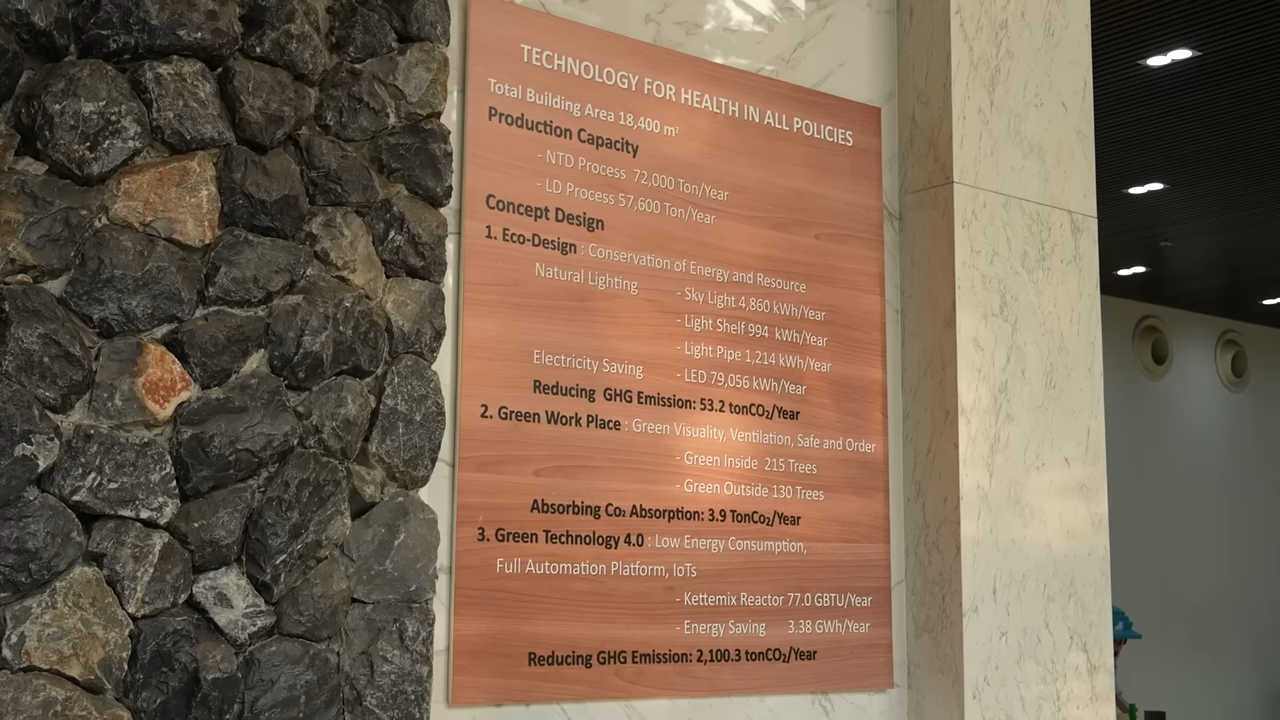 TECHNOLOGY FOR HEALTH IN ALL POLICIES
Total Building Area 18,400 m²
Production Capacity
- NTD Process 72,000 Ton/Year
- LD Process 57,600 Ton/Year
Concept Design
1. Eco-Design : Conservation of Energy and Resource
Natural Lighting - Sky Light 4,860 kWh/Year
- Light Shelf 994 kWh/Year
- Light Pipe 1,214 kWh/Year
Electricity Saving - LED 79,056 kWh/Year
Reducing GHG Emission: 53.2 tonCO₂/Year
2. Green Work Place : Green Visuality, Ventilation, Safe and Order
- Green Inside 215 Trees
- Green Outside 130 Trees
Absorbing Co₂ Absorption: 3.9 TonCo₂/Year
3. Green Technology 4.0 : Low Energy Consumption,
Full Automation Platform, IoTs
- Kettemix Reactor 77.0 GBTU/Year
- Energy Saving 3.38 GWh/Year
Reducing GHG Emission: 2,100.3 tonCO₂/Year